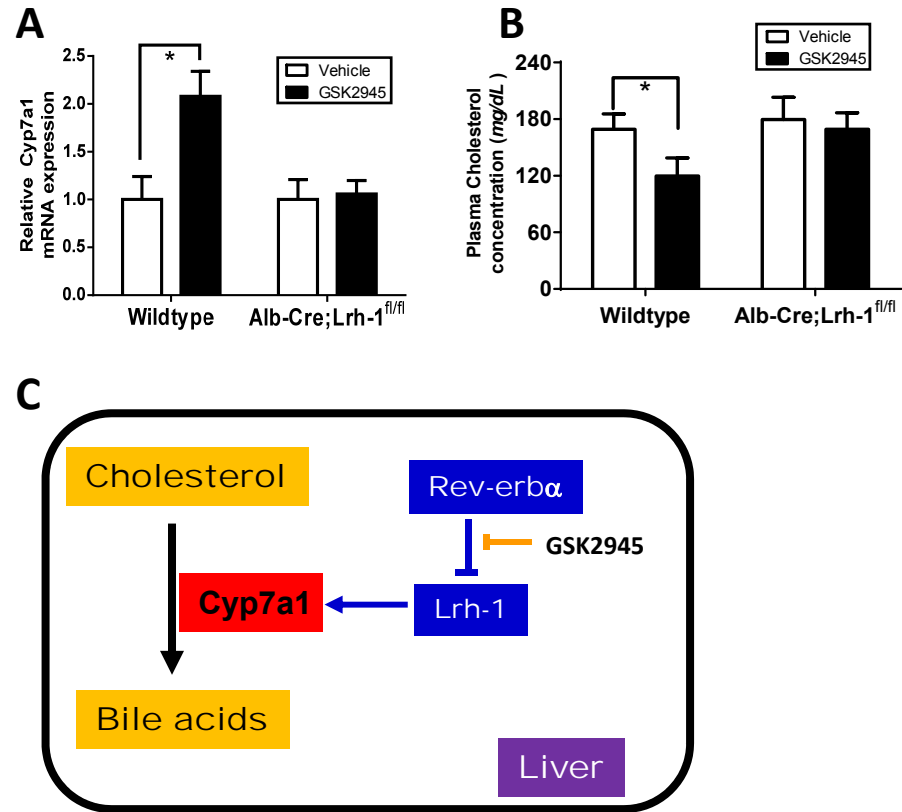 A
Relative Cyp7a1
mRNA expression
2.5
2.0
1.5
1.0
0.5
0.0
*
Vehicle
GSK2945
Wildtype
Alb-Cre;Lrh-1fl/fl
B
Plasma Cholesterol
concentration (mg/dL)
240
180
120
60
0
*
Vehicle
GSK2945
Wildtype
Alb-Cre;Lrh-1fl/fl
C
Cholesterol
Rev-erbα
GSK2945
Cyp7a1
Lrh-1
Bile acids
Liver